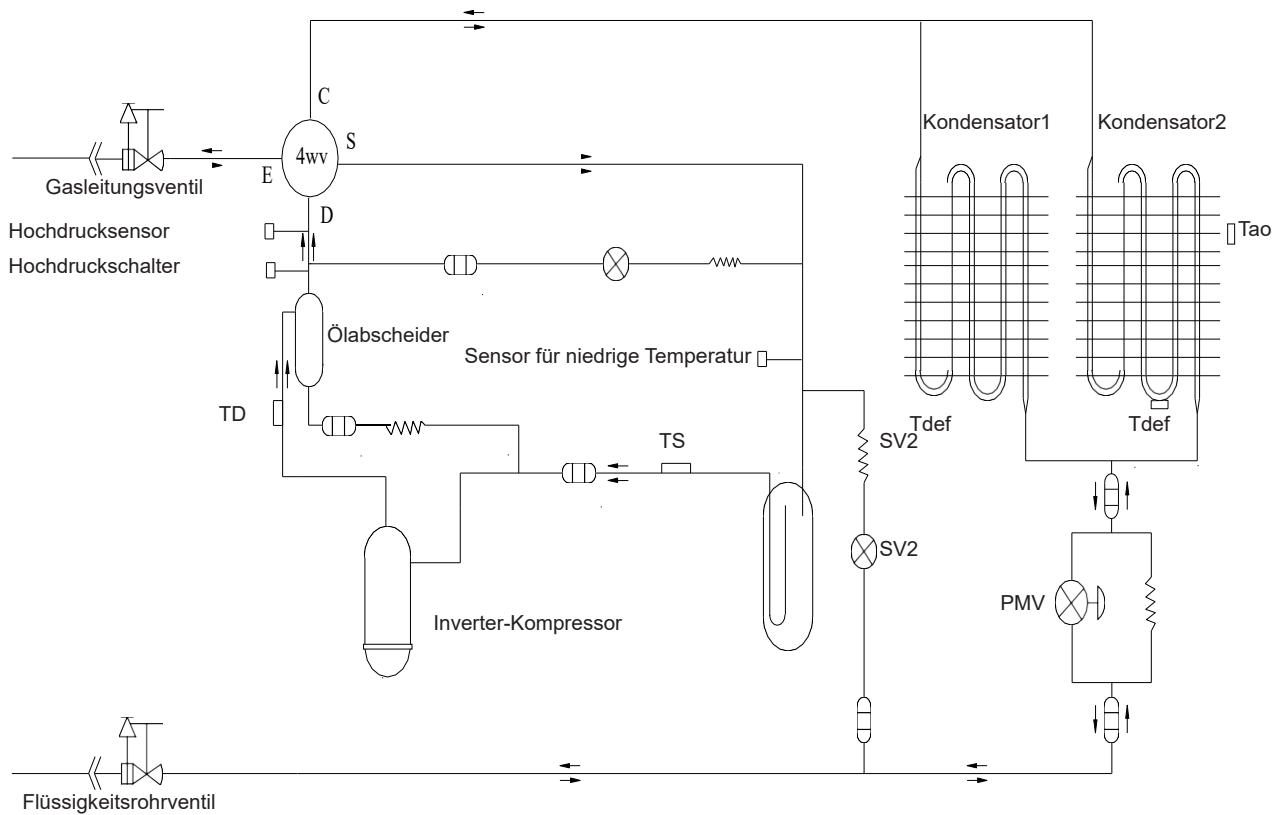 C
Kondensator1
Kondensator2
S
4wv
E
Gasleitungsventil
D
Hochdrucksensor
Tao
Hochdruckschalter
Ölabscheider
Sensor für niedrige Temperatur
TD
Tdef
Tdef
TS
SV2
SV2
PMV
Inverter-Kompressor
Flüssigkeitsrohrventil